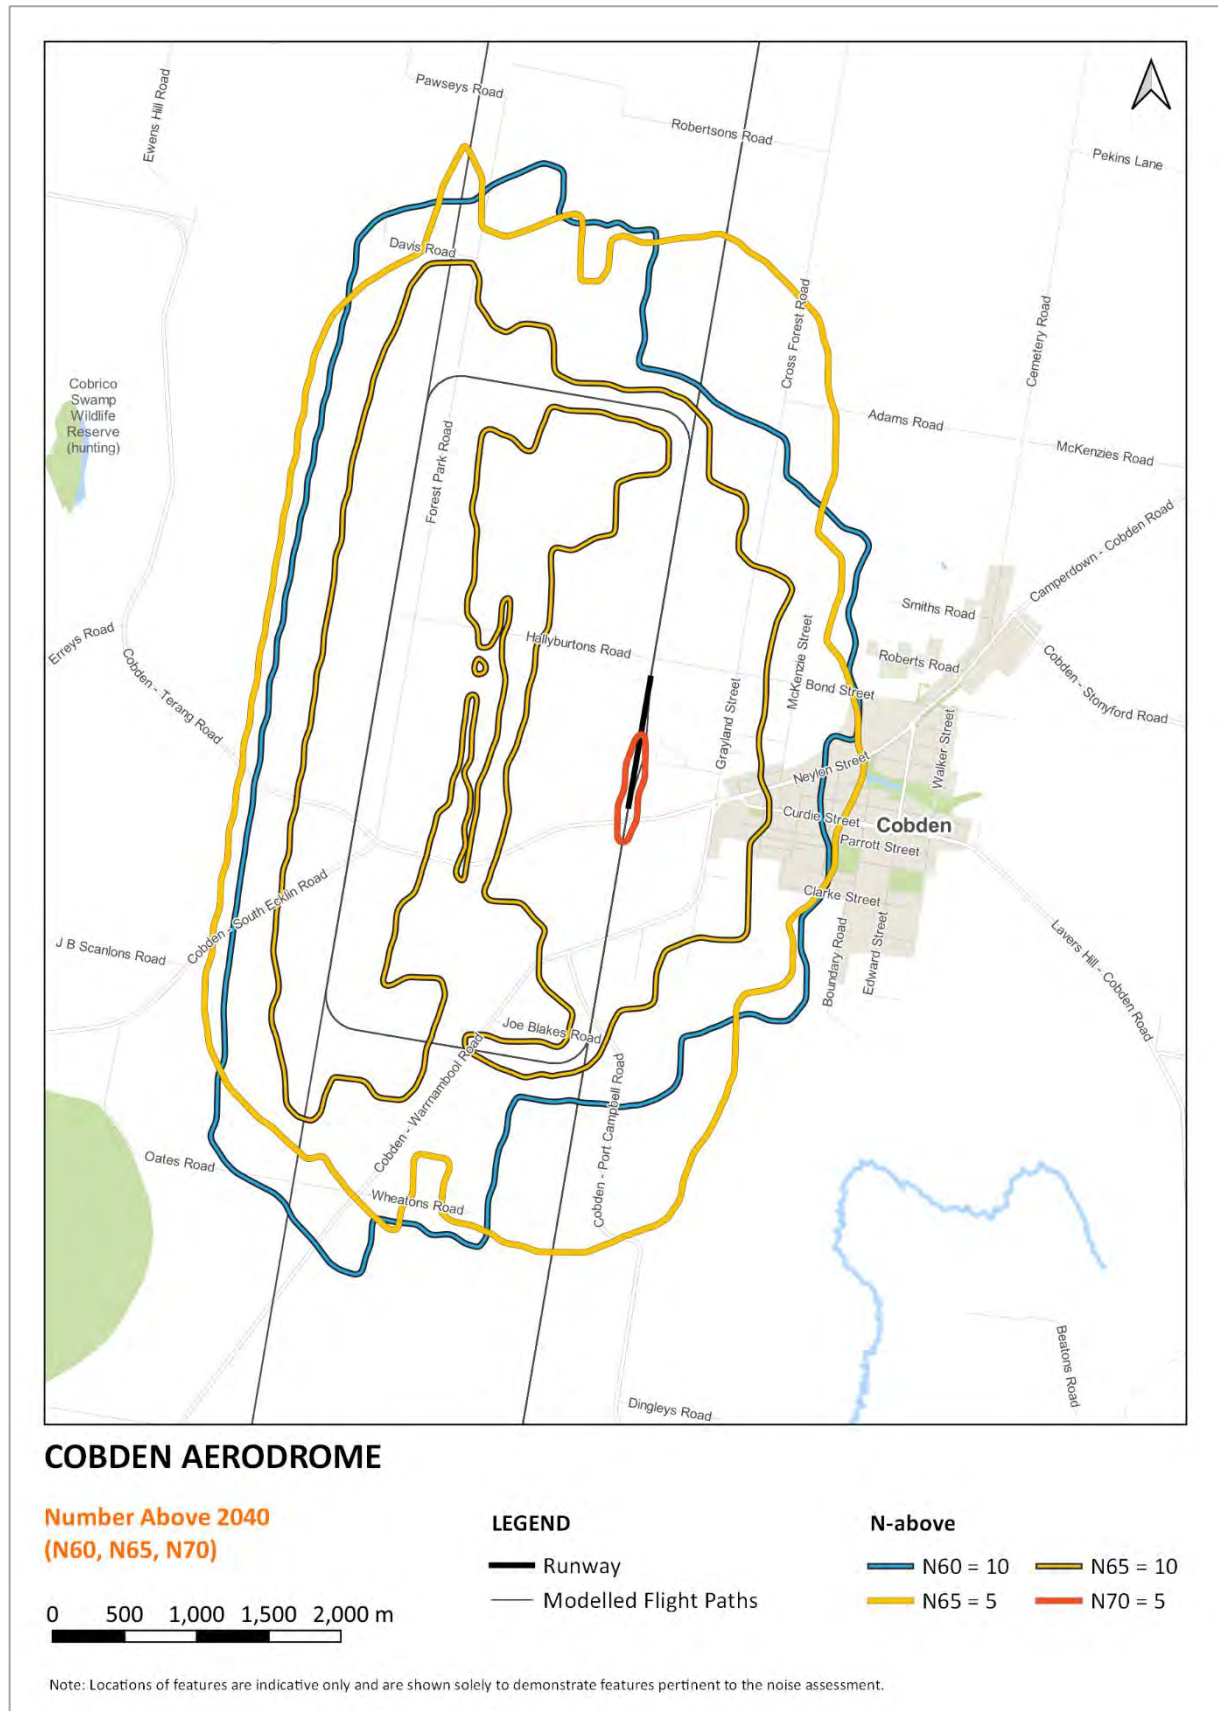 Pawseys Road
Robertsons Road
Pekins Lane
Ewens Hill Road
Davis Road
Cross Forest Road
Cemetery Road
Cobrico
Swamp
Wildlife
Reserve
(hunting)
Adams Road
McKenzies Road
Forest Park Road
Camperdown - Cobden Road
Smiths Road
Erreys Road
Cobden - Terang Road
Hallyburtons Road
McKenzie Street
Roberts Road
Cobden - Stonyford Road
Bond Street
Grayland Street
Walker Street
Neylon Street
Curdie Street
Cobden
Parrott Street
Clarke Street
Cobden - South Ecklin Road
J B Scanlons Road
Boundary Road
Edward Street
Lavers Hill - Cobden Road
Joe Blakes Road
Cobden - Warrnambool Road
Cobden - Port Campbell Road
Oates Road
Wheatons Road
Beatons Road
Dingleys Road
COBDEN AERODROME
Number Above 2040
(N60, N65, N70)
LEGEND
Runway
Modelled Flight Paths
N-above
N60 = 10
N65 = 10
N65 = 5
N70 = 5
0 500 1,000 1,500 2,000 m
Note: Locations of features are indicative only and are shown solely to demonstrate features pertinent to the noise assessment.